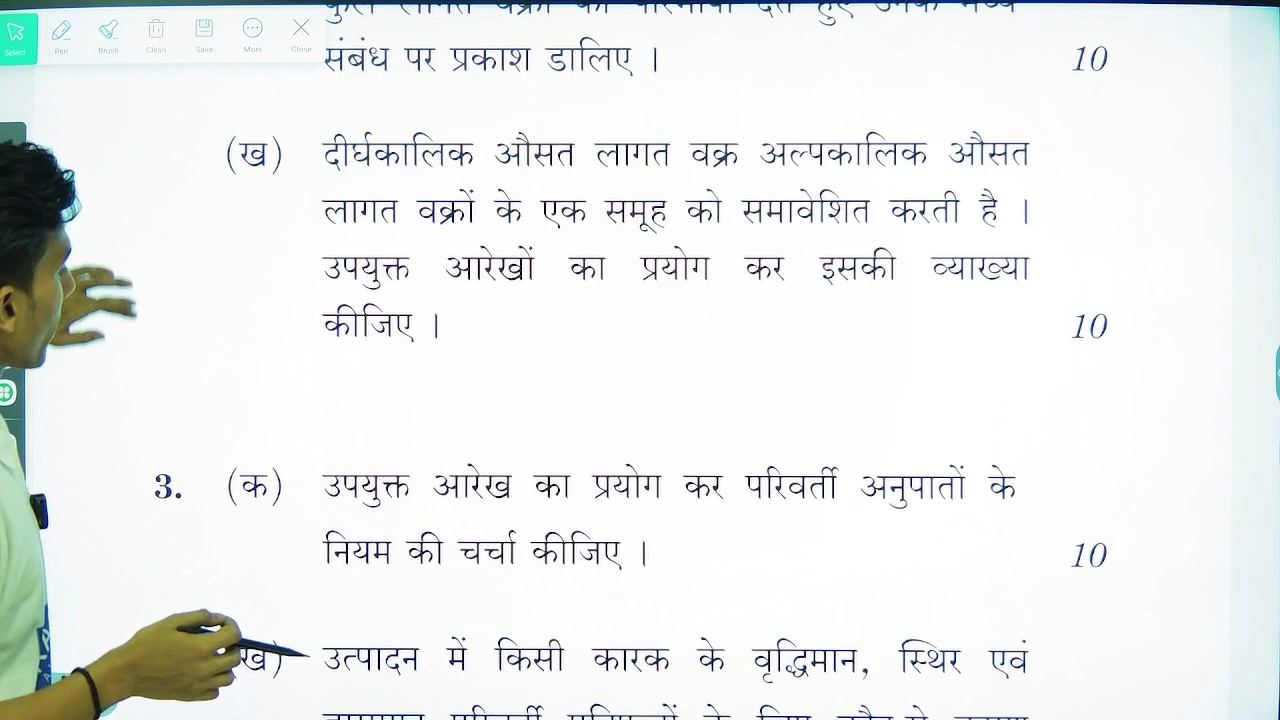 Select
Pen
Brush
Clean
Save
More
Close
संबंध पर प्रकाश डालिए । 10
(ख) दीर्घकालिक औसत लागत वक्र अल्पकालिक औसत
लागत वक्रों के एक समूह को समावेशित करती है ।
उपयुक्त आरेखों का प्रयोग कर इसकी व्याख्या
कीजिए । 10
3. (क) उपयुक्त आरेख का प्रयोग कर परिवर्ती अनुपातों के
नियम की चर्चा कीजिए । 10
ख) उत्पादन में किसी कारक के वृद्धिमान, स्थिर एवं